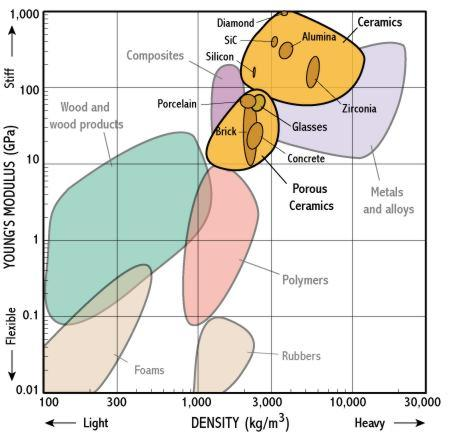 1,000
100
10
1
0.1
0.01
Stiff
YOUNG'S MODULUS (GPa)
Flexible
Diamond
Ceramics
SiC
Alumina
Silicon
Composites
Zirconia
Porcelain
Glasses
Brick
Concrete
Wood and
wood products
Porous
Ceramics
Metals
and alloys
Polymers
Foams
Rubbers
100
300
1,000
3,000
10,000
30,000
Light
DENSITY (kg/m³)
Heavy